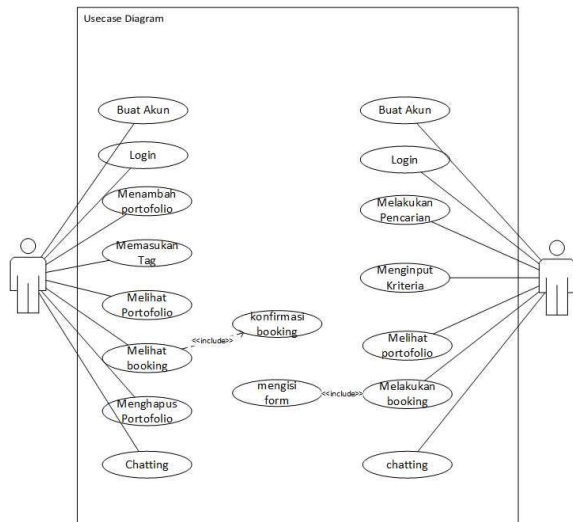 Usecase Diagram
Buat Akun
Login
Menambah
portofolio
Memasukan
Tag
Melihat
Portofolio
Melihat
booking
<<include>>
konfirmasi
booking
Menghapus
Portofolio
Chatting
Buat Akun
Login
Melakukan
Pencarian
Menginput
Kriteria
Melihat
portofolio
mengisi
form
<<include>>
Melakukan
booking
chatting